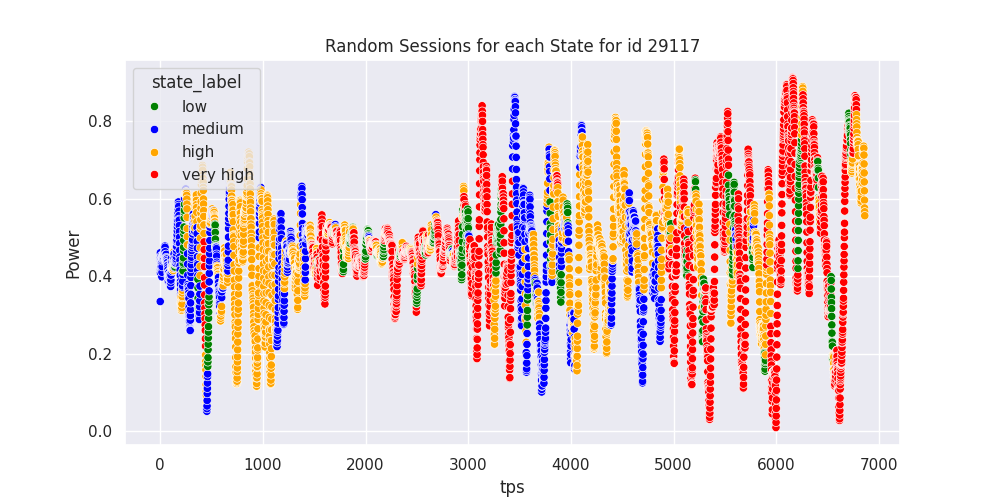 Random Sessions for each State for id 29117
state_label
low
medium
high
very high
Power
0.8
0.6
0.4
0.2
0.0
0
1000
2000
3000
4000
5000
6000
7000
tps